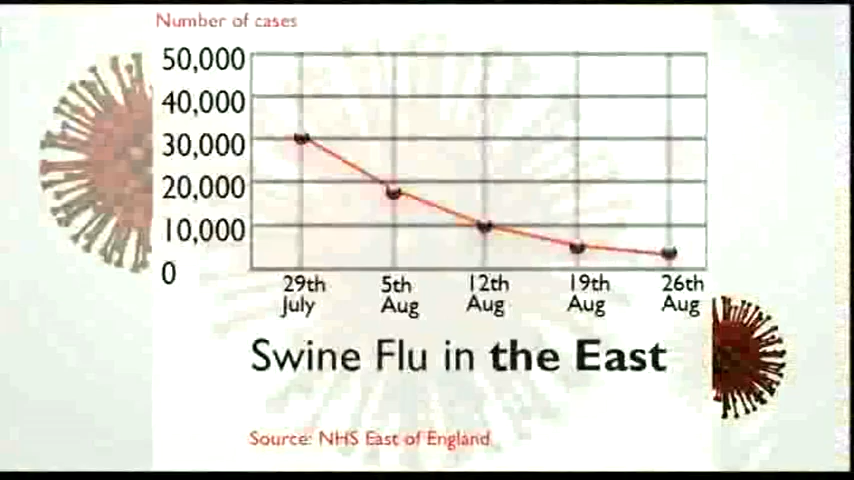 Number of cases
50,000
40,000
30,000
20,000
10,000
0
29th July
5th Aug
12th Aug
19th Aug
26th Aug
Swine Flu in the East
Source: NHS East of England